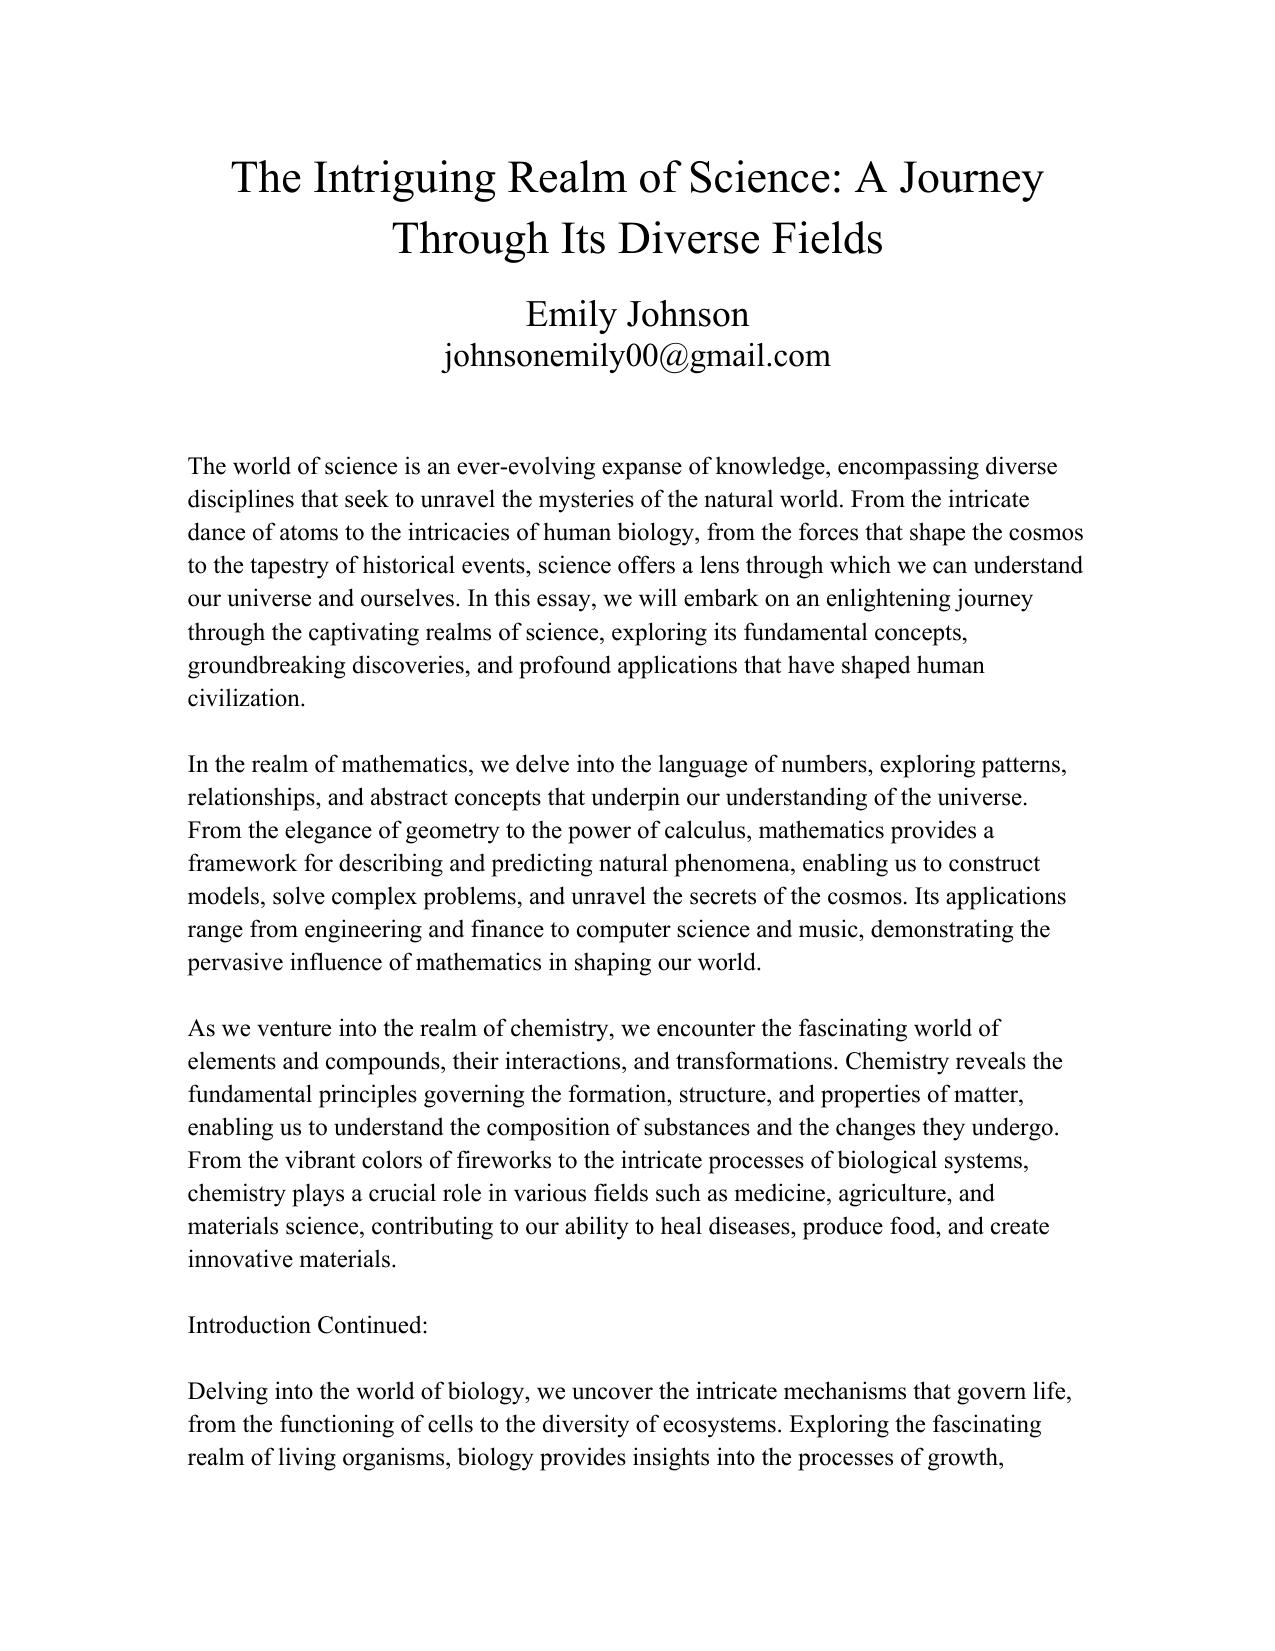 The Intriguing Realm of Science: A Journey
Through Its Diverse Fields
Emily Johnson
johnsonemily00@gmail.com
The world of science is an ever-evolving expanse of knowledge, encompassing diverse
disciplines that seek to unravel the mysteries of the natural world. From the intricate
dance of atoms to the intricacies of human biology, from the forces that shape the cosmos
to the tapestry of historical events, science offers a lens through which we can understand
our universe and ourselves. In this essay, we will embark on an enlightening journey
through the captivating realms of science, exploring its fundamental concepts,
groundbreaking discoveries, and profound applications that have shaped human
civilization.
In the realm of mathematics, we delve into the language of numbers, exploring patterns,
relationships, and abstract concepts that underpin our understanding of the universe.
From the elegance of geometry to the power of calculus, mathematics provides a
framework for describing and predicting natural phenomena, enabling us to construct
models, solve complex problems, and unravel the secrets of the cosmos. Its applications
range from engineering and finance to computer science and music, demonstrating the
pervasive influence of mathematics in shaping our world.
As we venture into the realm of chemistry, we encounter the fascinating world of
elements and compounds, their interactions, and transformations. Chemistry reveals the
fundamental principles governing the formation, structure, and properties of matter,
enabling us to understand the composition of substances and the changes they undergo.
From the vibrant colors of fireworks to the intricate processes of biological systems,
chemistry plays a crucial role in various fields such as medicine, agriculture, and
materials science, contributing to our ability to heal diseases, produce food, and create
innovative materials.
Introduction Continued:
Delving into the world of biology, we uncover the intricate mechanisms that govern life,
from the functioning of cells to the diversity of ecosystems. Exploring the fascinating
realm of living organisms, biology provides insights into the processes of growth,